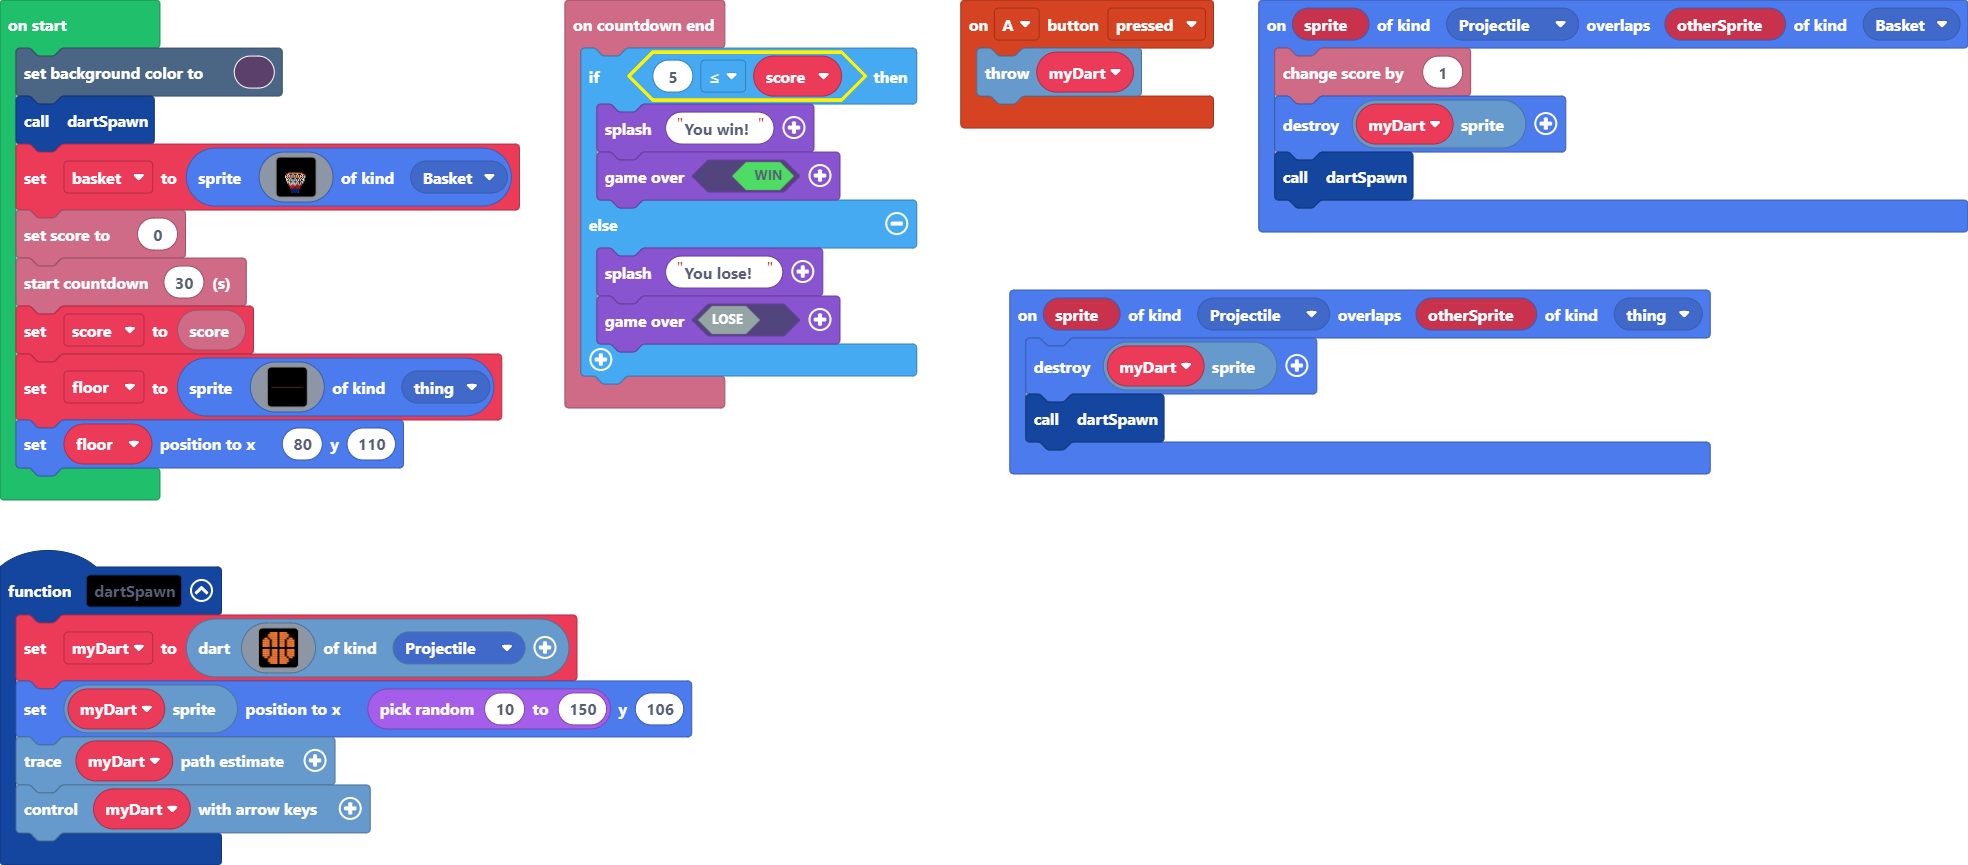 on start
set background color to
call dartSpawn
set basket to sprite of kind Basket
set score to 0
start countdown 30 (s)
set score to score
set floor to sprite of kind thing
set floor position to x 80 y 110
on countdown end
if 5 ≤ score then
splash "You win! "
game over WIN
else
splash "You lose! "
game over LOSE
on A button pressed
throw myDart
on sprite of kind Projectile overlaps otherSprite of kind Basket
change score by 1
destroy myDart sprite
call dartSpawn
on sprite of kind Projectile overlaps otherSprite of kind thing
destroy myDart sprite
call dartSpawn
function dartSpawn
set myDart to dart of kind Projectile
set myDart sprite position to x pick random 10 to 150 y 106
trace myDart path estimate
control myDart with arrow keys